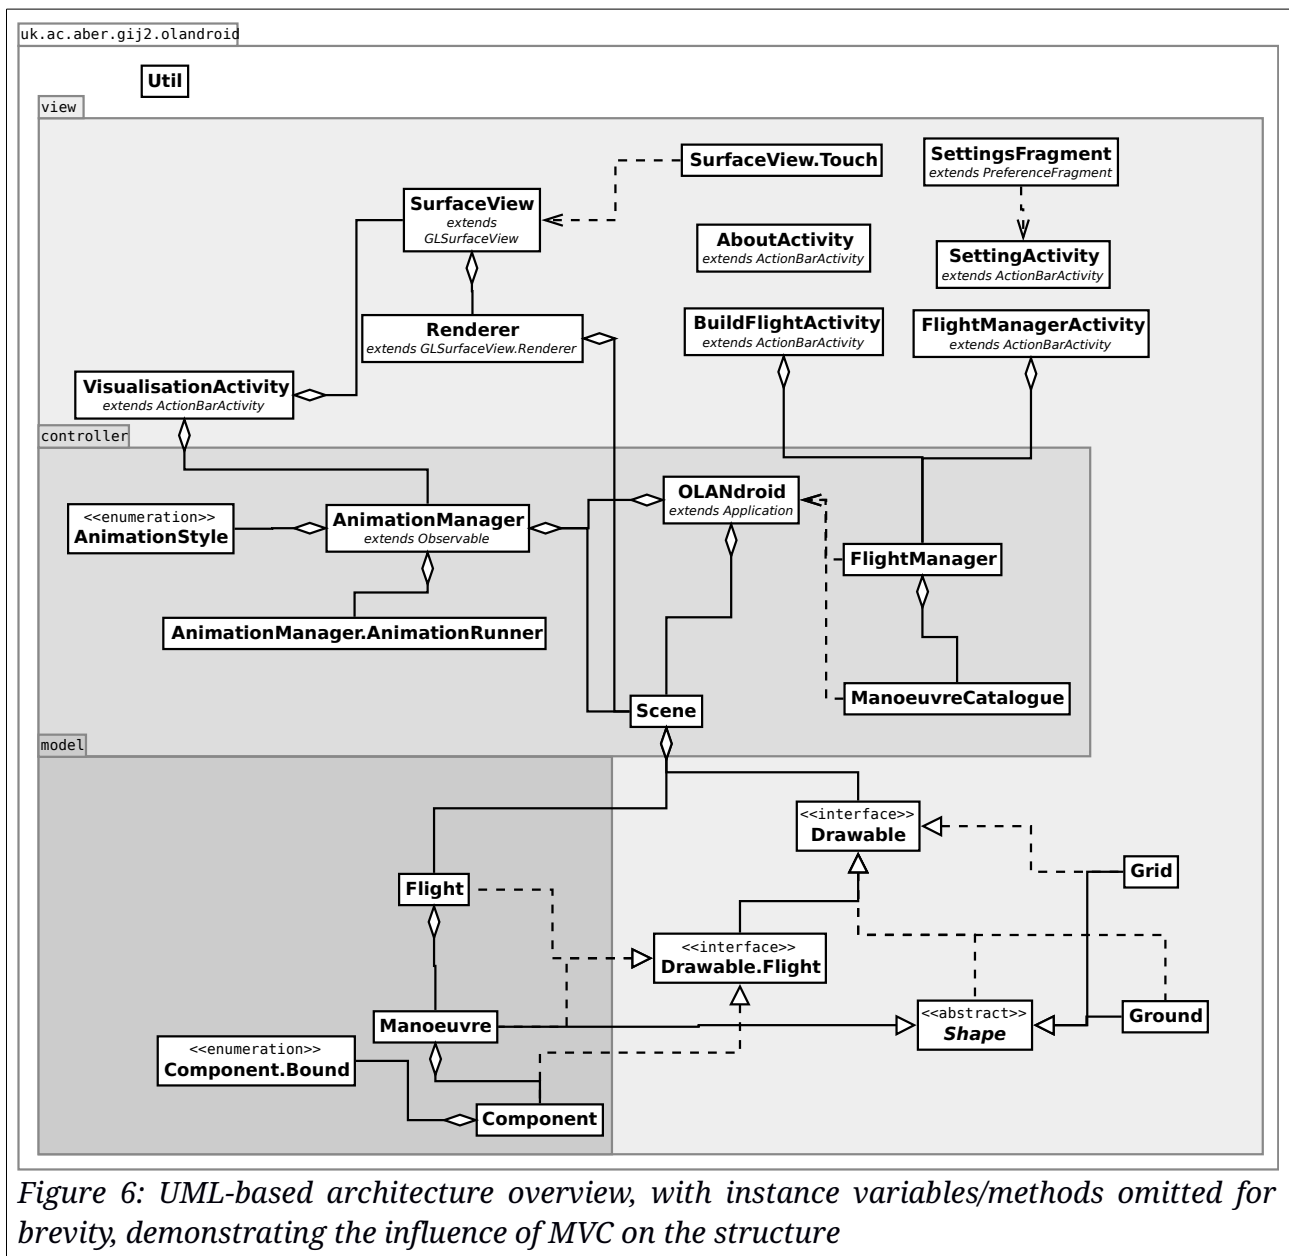 uk.ac.aber.gij2.olandroid
Util
view
SurfaceView.Touch
SettingsFragment
extends PreferenceFragment
SurfaceView
extends
GLSurfaceView
AboutActivity
extends ActionBarActivity
SettingActivity
extends ActionBarActivity
Renderer
extends GLSurfaceView.Renderer
BuildFlightActivity
extends ActionBarActivity
FlightManagerActivity
extends ActionBarActivity
VisualisationActivity
extends ActionBarActivity
controller
<<enumeration>>
AnimationStyle
AnimationManager
extends Observable
OLANdroid
extends Application
FlightManager
AnimationManager.AnimationRunner
Scene
ManoeuvreCatalogue
model
<<interface>>
Drawable
Grid
Flight
<<interface>>
Drawable.Flight
Manoeuvre
<<abstract>>
Shape
Ground
<<enumeration>>
Component.Bound
Component
Figure 6: UML-based architecture overview, with instance variables/methods omitted for
brevity, demonstrating the influence of MVC on the structure